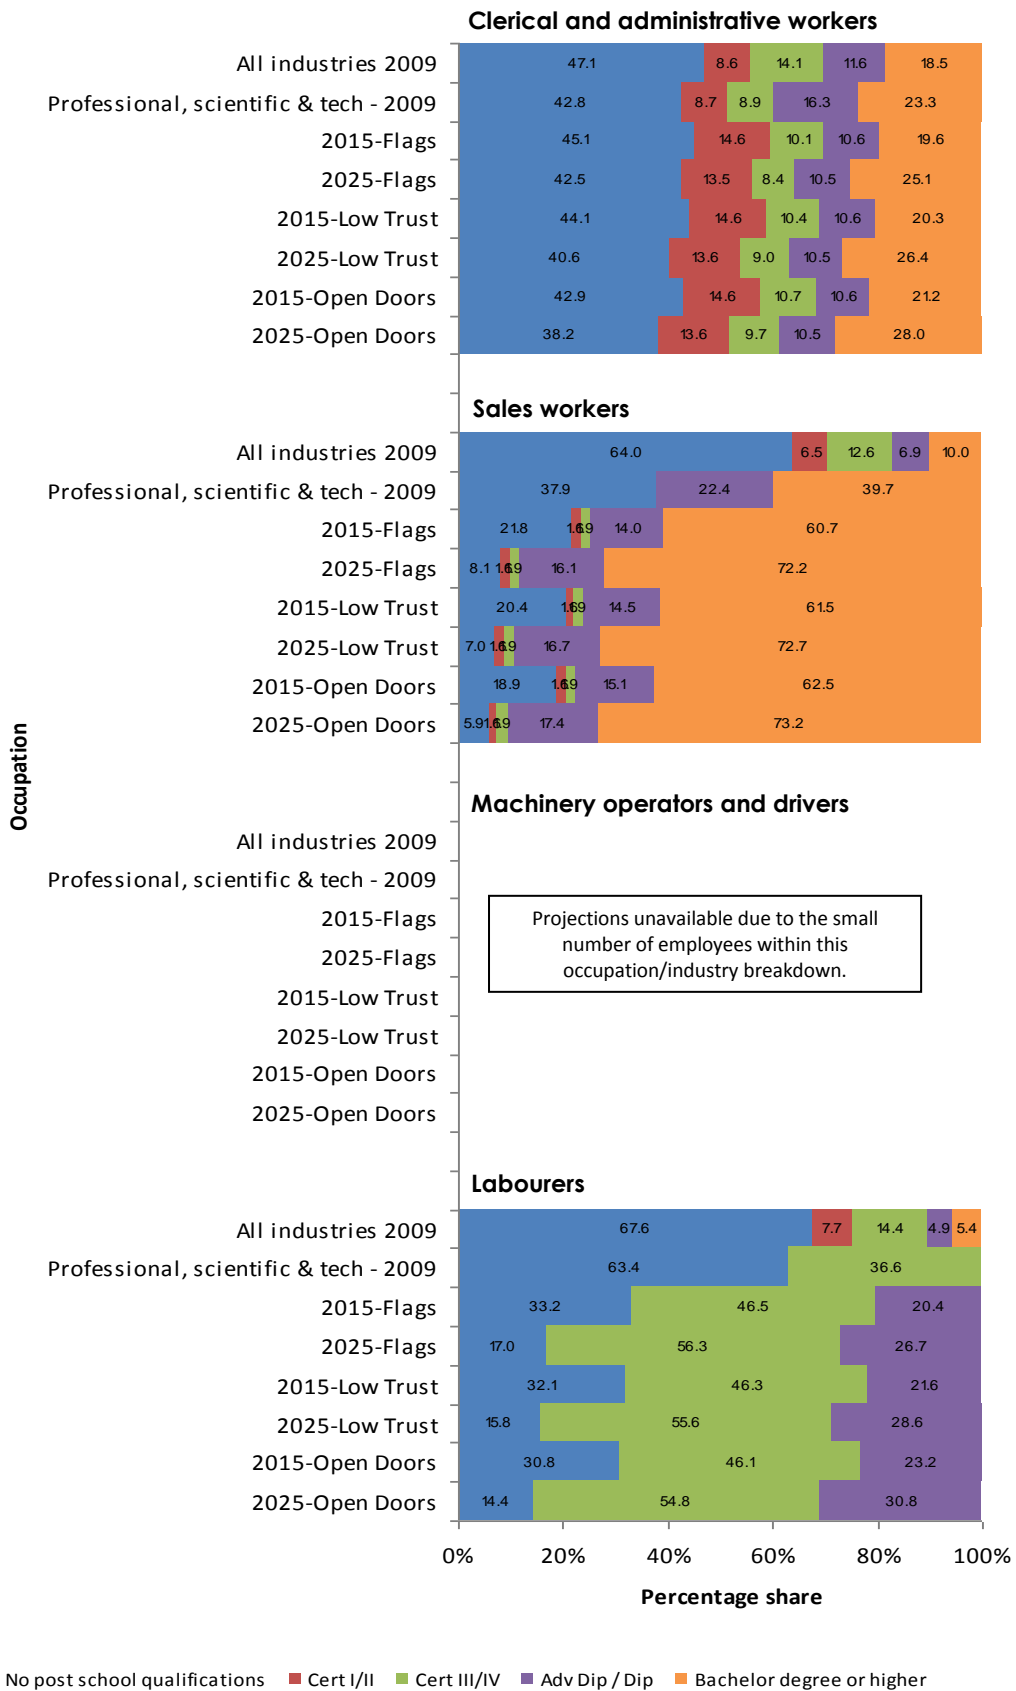 Clerical and administrative workers
All industries 2009 47.1 8.6 14.1 11.6 18.5
Professional, scientific & tech - 2009 42.8 8.7 8.9 16.3 23.3
2015-Flags 45.1 14.6 10.1 10.6 19.6
2025-Flags 42.5 13.5 8.4 10.5 25.1
2015-Low Trust 44.1 14.6 10.4 10.6 20.3
2025-Low Trust 40.6 13.6 9.0 10.5 26.4
2015-Open Doors 42.9 14.6 10.7 10.6 21.2
2025-Open Doors 38.2 13.6 9.7 10.5 28.0
Sales workers
All industries 2009 64.0 6.5 12.6 6.9 10.0
Professional, scientific & tech - 2009 37.9 22.4 39.7
2015-Flags 21.8 14.0 60.7
2025-Flags 8.1 16.1 72.2
2015-Low Trust 20.4 14.5 61.5
2025-Low Trust 7.0 16.7 72.7
2015-Open Doors 18.9 15.1 62.5
2025-Open Doors 5.9 17.4 73.2
Occupation
Machinery operators and drivers
All industries 2009
Professional, scientific & tech - 2009
2015-Flags
2025-Flags
2015-Low Trust
2025-Low Trust
2015-Open Doors
2025-Open Doors
Projections unavailable due to the small
number of employees within this
occupation/industry breakdown.
Labourers
All industries 2009 67.6 7.7 14.4 4.9 5.4
Professional, scientific & tech - 2009 63.4 36.6
2015-Flags 33.2 46.5 20.4
2025-Flags 17.0 56.3 26.7
2015-Low Trust 32.1 46.3 21.6
2025-Low Trust 15.8 55.6 28.6
2015-Open Doors 30.8 46.1 23.2
2025-Open Doors 14.4 54.8 30.8
0% 20% 40% 60% 80% 100%
Percentage share
No post school qualifications Cert I/II Cert III/IV Adv Dip / Dip Bachelor degree or higher